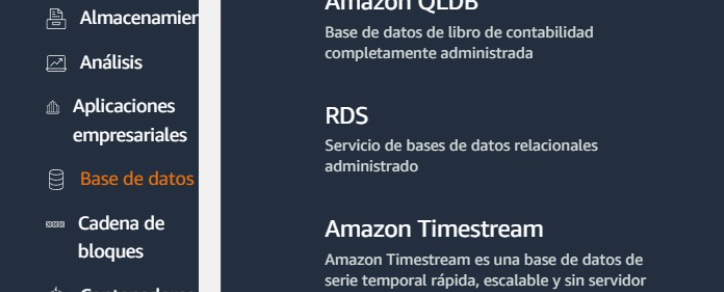 Almacenamien
Análisis
Aplicaciones
empresariales
Base de datos
Cadena de
bloques
Amazon QLDB
Base de datos de libro de contabilidad
completamente administrada
RDS
Servicio de bases de datos relacionales
administrado
Amazon Timestream
Amazon Timestream es una base de datos de
serie temporal rápida, escalable y sin servidor